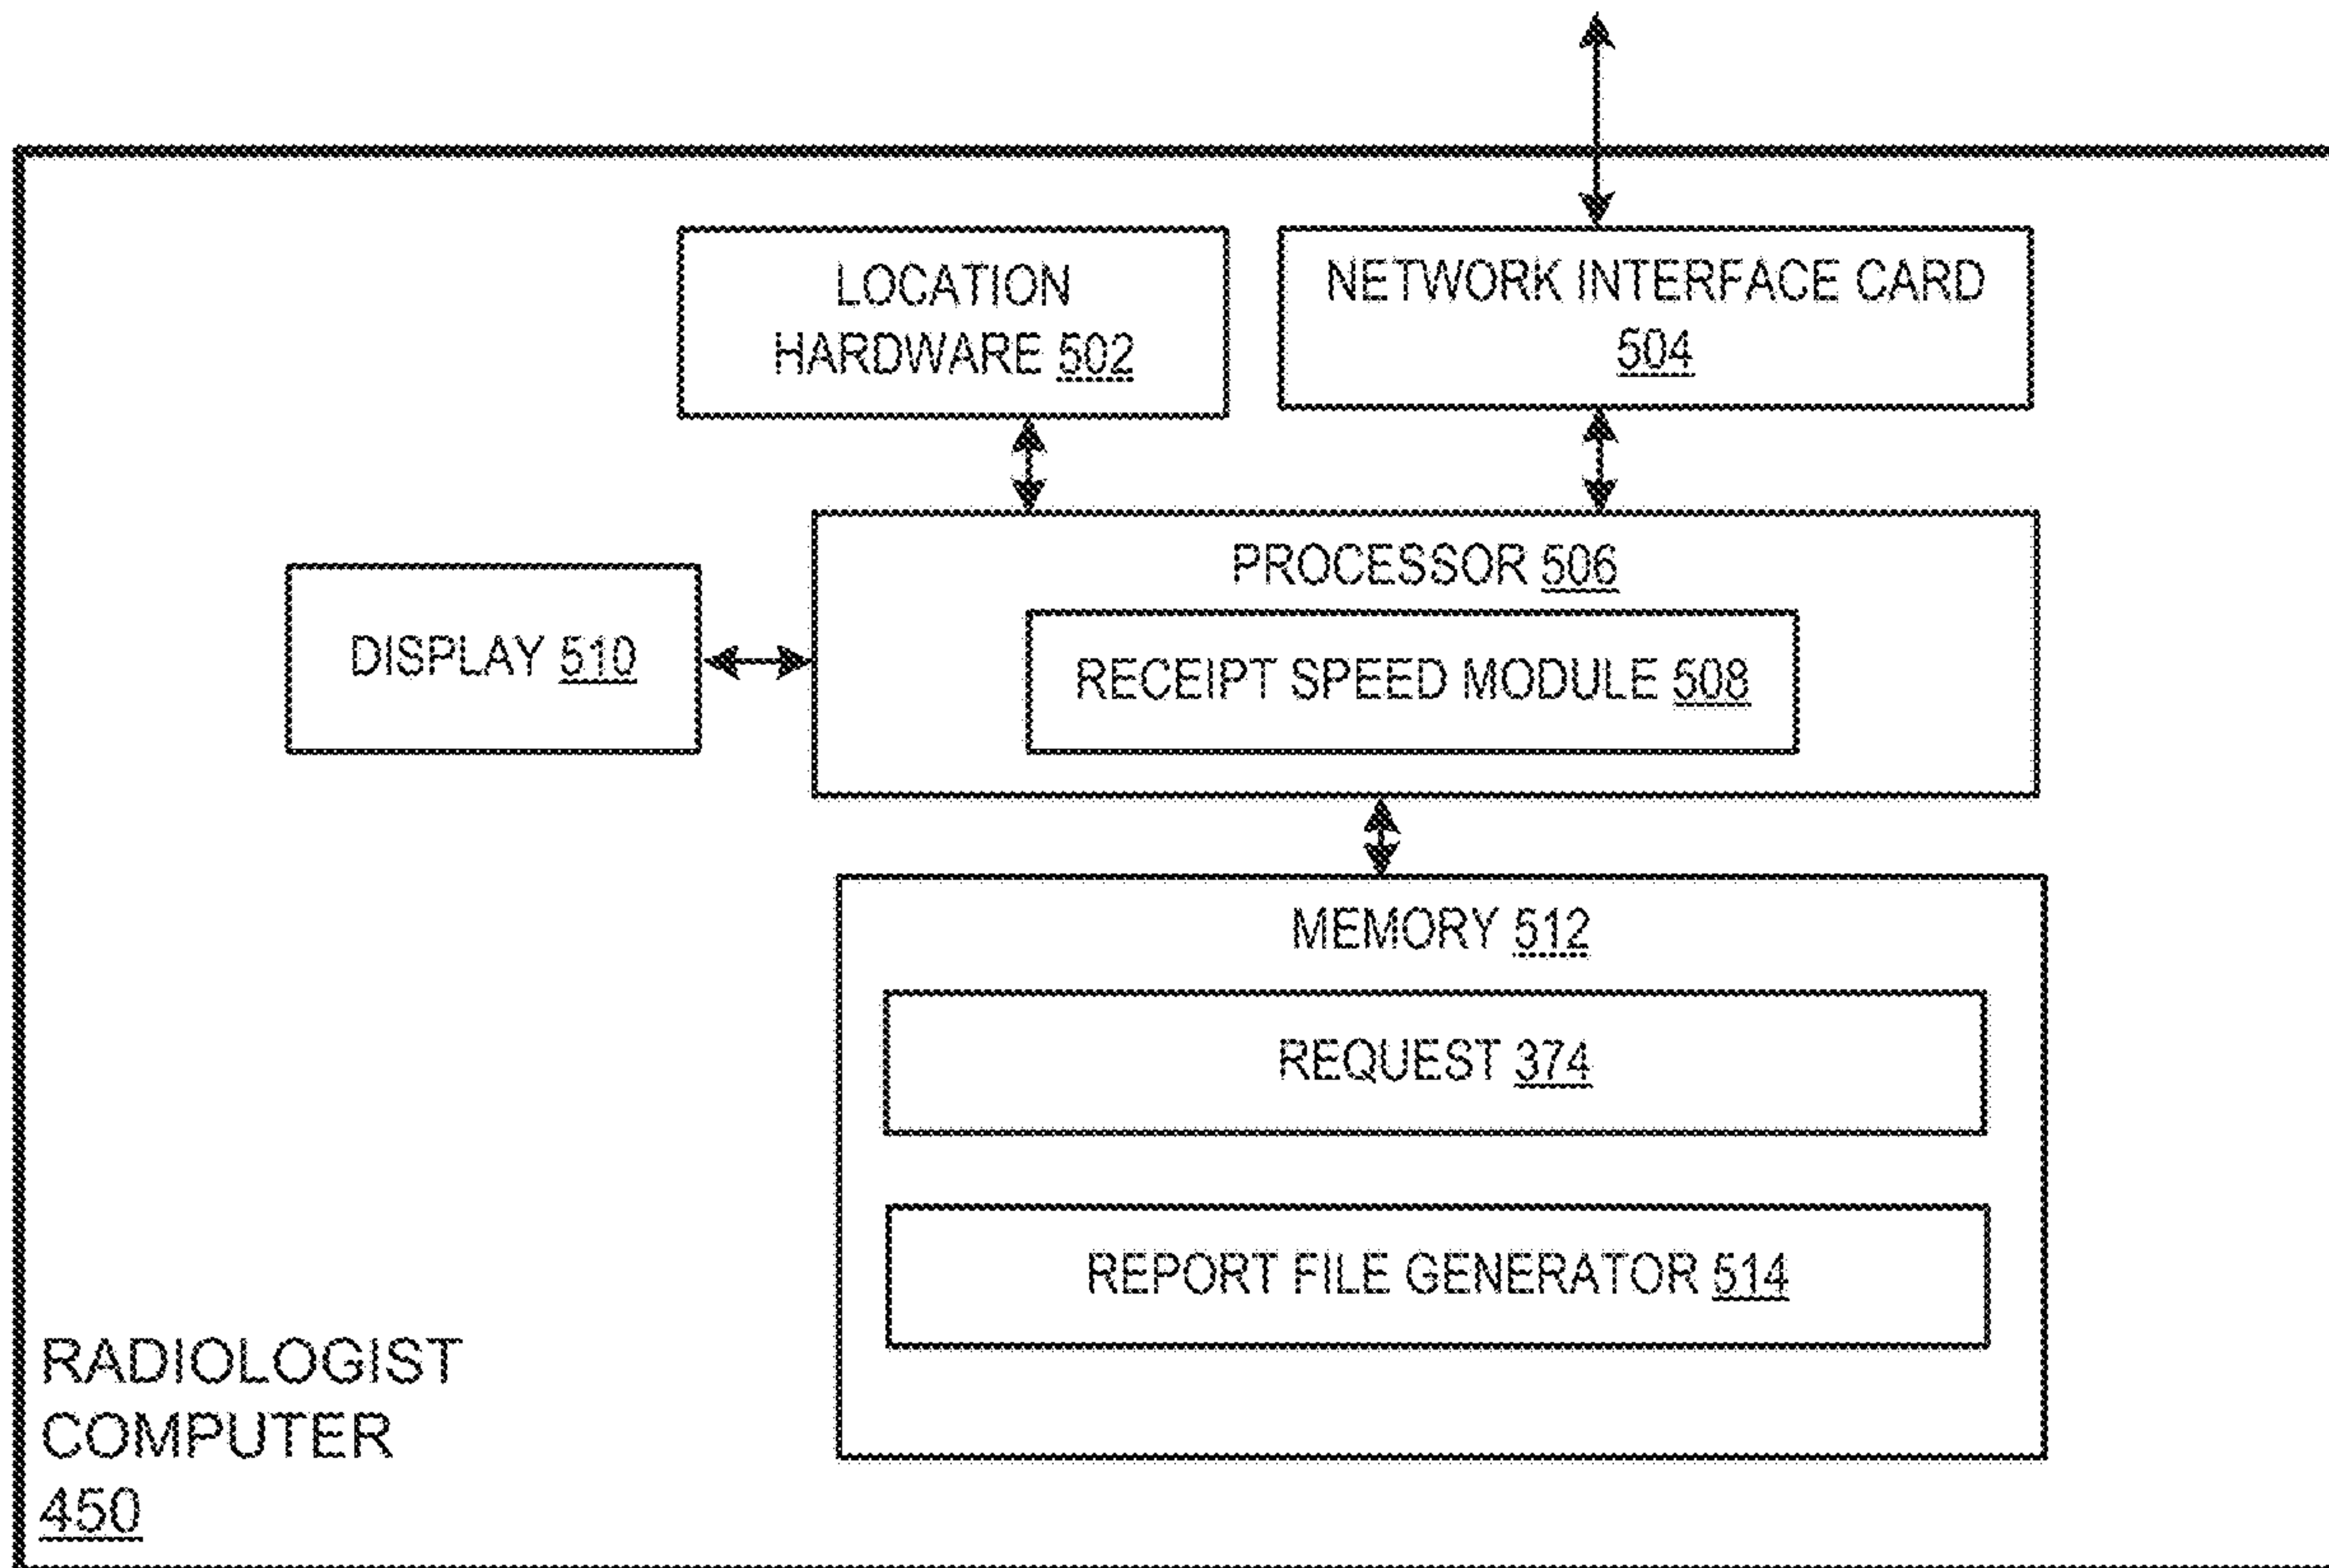 LOCATION
HARDWARE 502
NETWORK INTERFACE CARD
504
PROCESSOR 506
RECEIPT SPEED MODULE 508
DISPLAY 510
MEMORY 512
REQUEST 374
REPORT FILE GENERATOR 514
RADIOLOGIST
COMPUTER
450